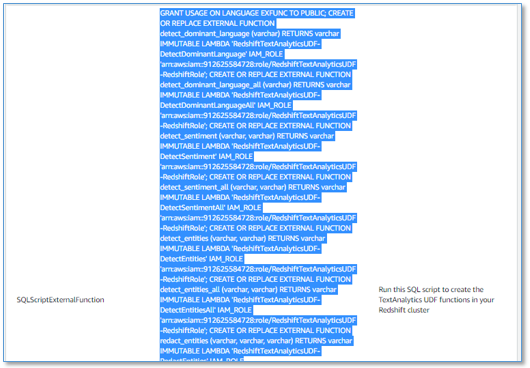 GRANT USAGE ON LANGUAGE EXFUNC TO PUBLIC; CREATE
OR REPLACE EXTERNAL FUNCTION
detect_dominant_language (varchar) RETURNS varchar
IMMUTABLE LAMBDA 'RedshiftTextAnalyticsUDF-
DetectDominantLanguage' IAM_ROLE
'arn:aws:iam::912625584728:role/RedshiftTextAnalyticsUDF
-RedshiftRole'; CREATE OR REPLACE EXTERNAL FUNCTION
detect_dominant_language_all (varchar) RETURNS varchar
IMMUTABLE LAMBDA 'RedshiftTextAnalyticsUDF-
DetectDominantLanguageAll' IAM_ROLE
'arn:aws:iam::912625584728:role/RedshiftTextAnalyticsUDF
-RedshiftRole'; CREATE OR REPLACE EXTERNAL FUNCTION
detect_sentiment (varchar, varchar) RETURNS varchar
IMMUTABLE LAMBDA 'RedshiftTextAnalyticsUDF-
DetectSentiment' IAM_ROLE
'arn:aws:iam::912625584728:role/RedshiftTextAnalyticsUDF
-RedshiftRole'; CREATE OR REPLACE EXTERNAL FUNCTION
detect_sentiment_all (varchar, varchar) RETURNS varchar
IMMUTABLE LAMBDA 'RedshiftTextAnalyticsUDF-
DetectSentimentAll' IAM_ROLE
'arn:aws:iam::912625584728:role/RedshiftTextAnalyticsUDF
-RedshiftRole'; CREATE OR REPLACE EXTERNAL FUNCTION
detect_entities (varchar, varchar) RETURNS varchar
IMMUTABLE LAMBDA 'RedshiftTextAnalyticsUDF-
DetectEntities' IAM_ROLE
'arn:aws:iam::912625584728:role/RedshiftTextAnalyticsUDF
-RedshiftRole'; CREATE OR REPLACE EXTERNAL FUNCTION
detect_entities_all (varchar, varchar) RETURNS varchar
IMMUTABLE LAMBDA 'RedshiftTextAnalyticsUDF-
DetectEntitiesAll' IAM_ROLE
'arn:aws:iam::912625584728:role/RedshiftTextAnalyticsUDF
-RedshiftRole'; CREATE OR REPLACE EXTERNAL FUNCTION
redact_entities (varchar, varchar, varchar) RETURNS varchar
IMMUTABLE LAMBDA 'RedshiftTextAnalyticsUDF-
RedactEntities' IAM_ROLE
SQLScriptExternalFunction
Run this SQL script to create the
TextAnalytics UDF functions in your
Redshift cluster